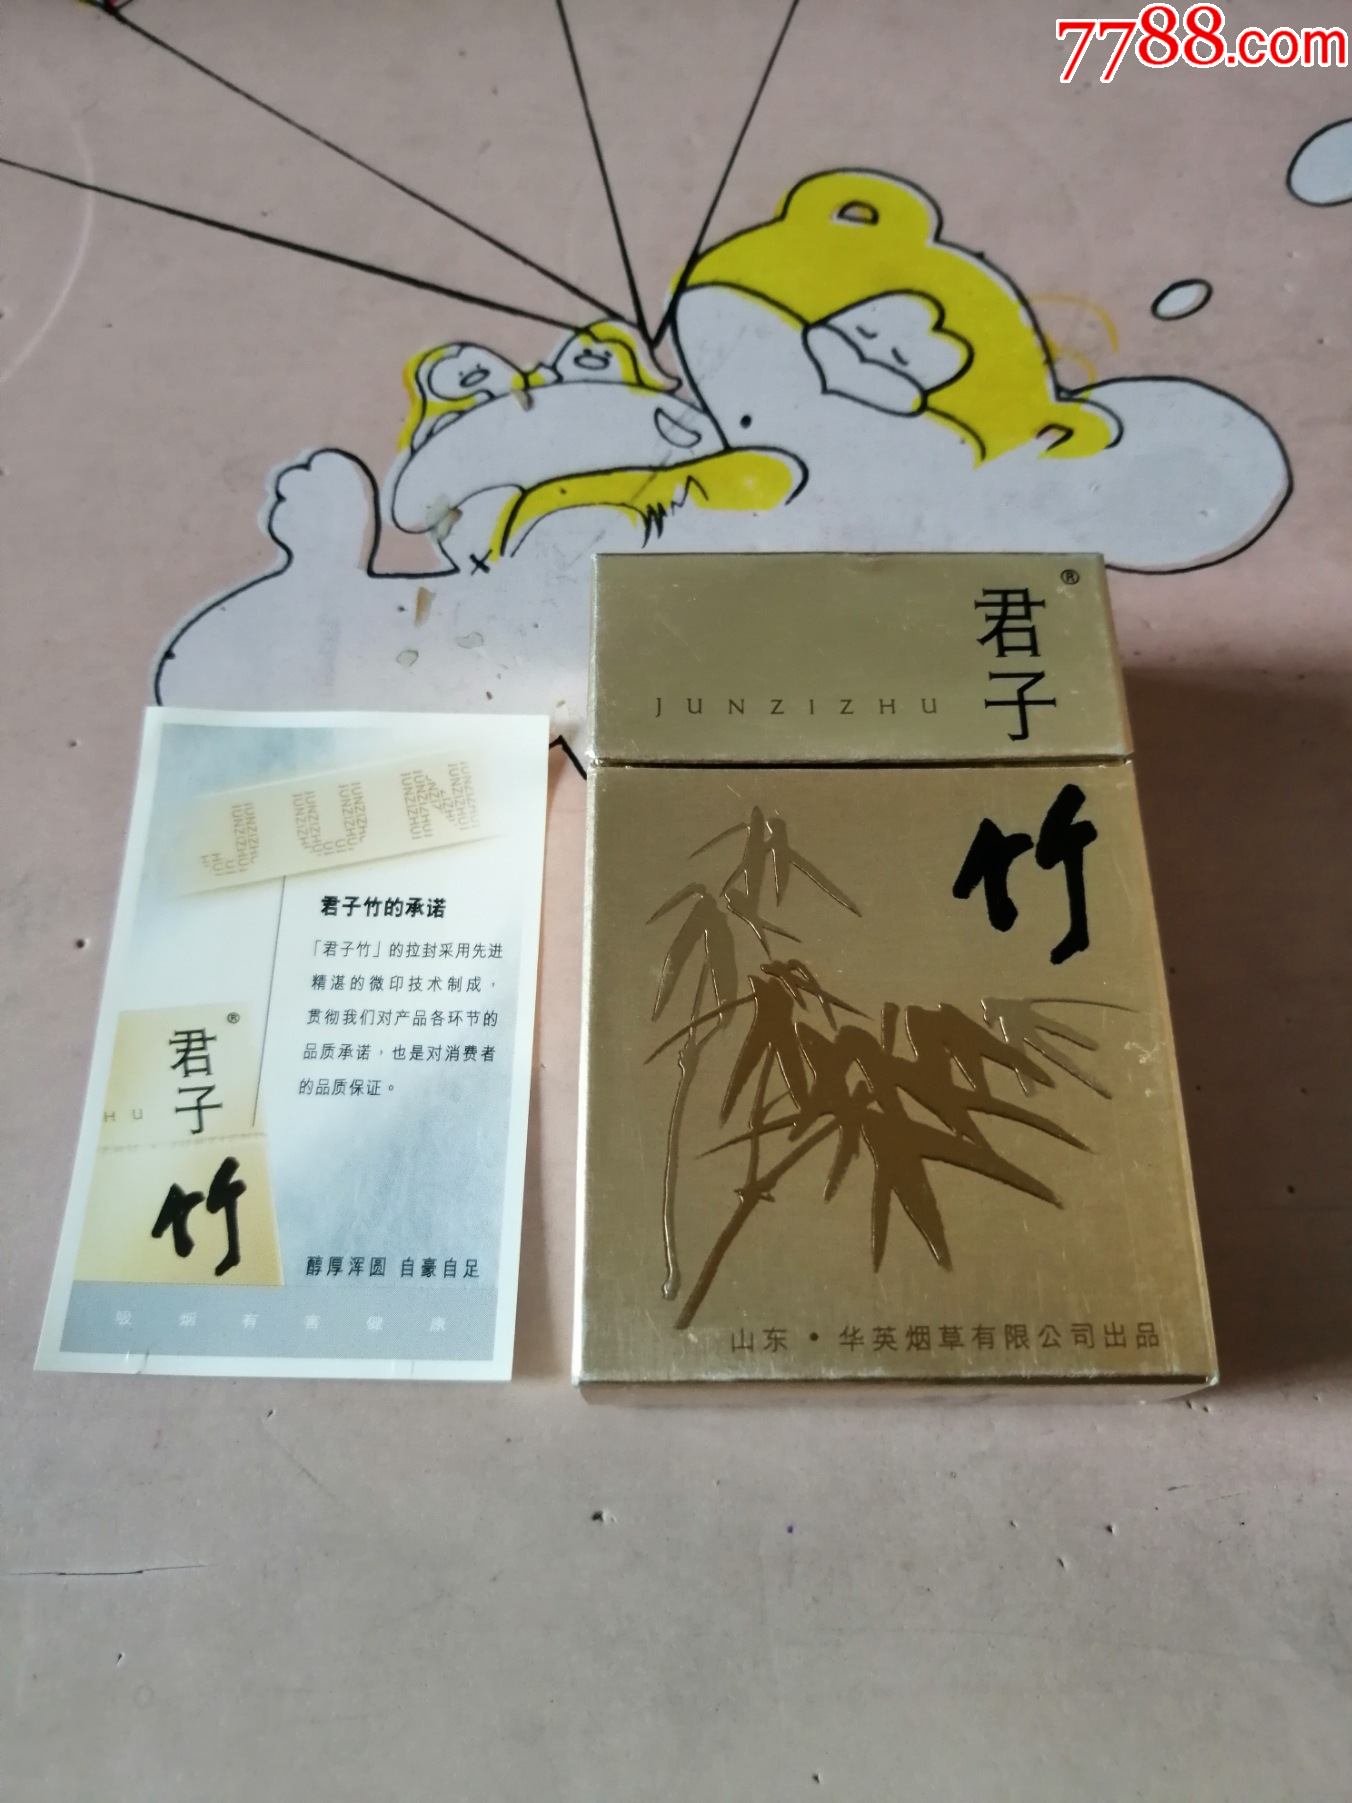 7788.com
君子®
JUNZIZHU
竹
山东·华英烟草有限公司出品
君子竹的承诺
「君子竹」的拉封采用先进
精湛的微印技术制成，
贯彻我们对产品各环节的
品质承诺，也是对消费者
的品质保证。
君子®
HU
竹
醇厚浑圆 自豪自足
吸烟有害健康